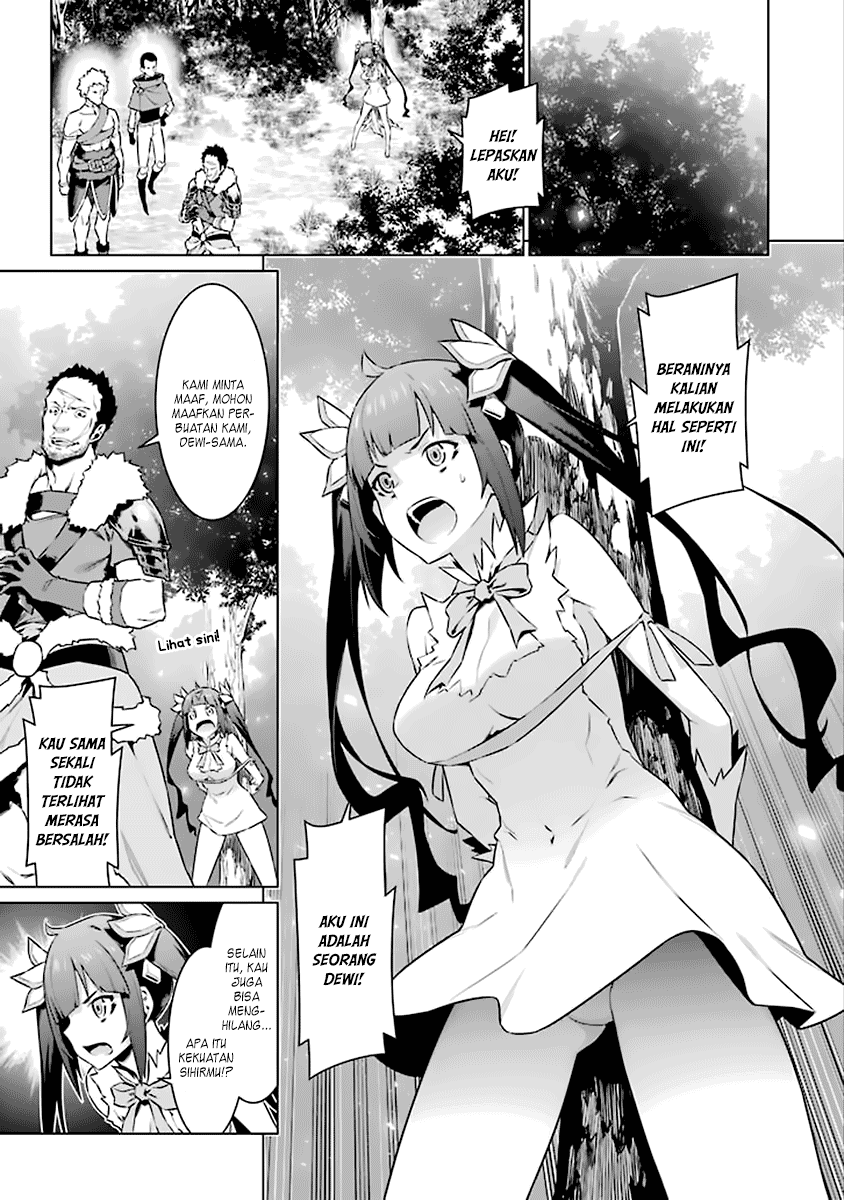 HEI!
LEPASKAN
AKU!
BERANINYA
KALIAN
MELAKUKAN
HAL SEPERTI
INI!
AKU INI
ADALAH
SEORANG
DEWI!
KAMI MINTA
MAAF, MOHON
MAAFKAN PER-
BUATAN KAMI,
DEWI-SAMA.
Lihat sini!
KAU SAMA
SEKALI
TIDAK
TERLIHAT
MERASA
BERSALAH!
SELAIN
ITU, KAU
JUGA
BISA
MENG-
HILANG...
APA ITU
KEKUATAN
SIHIRMU!?